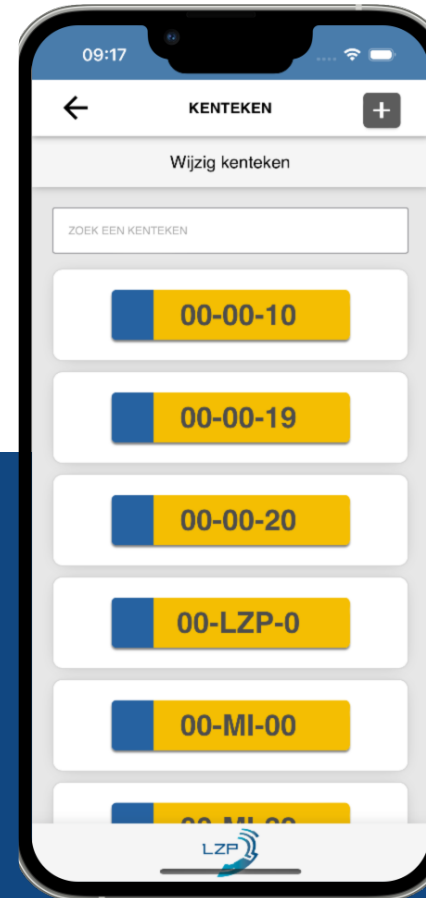 09:17
KENTEKEN
Wijzig kenteken
ZOEK EEN KENTEKEN
00-00-10
00-00-19
00-00-20
00-LZP-0
00-MI-00
LZP